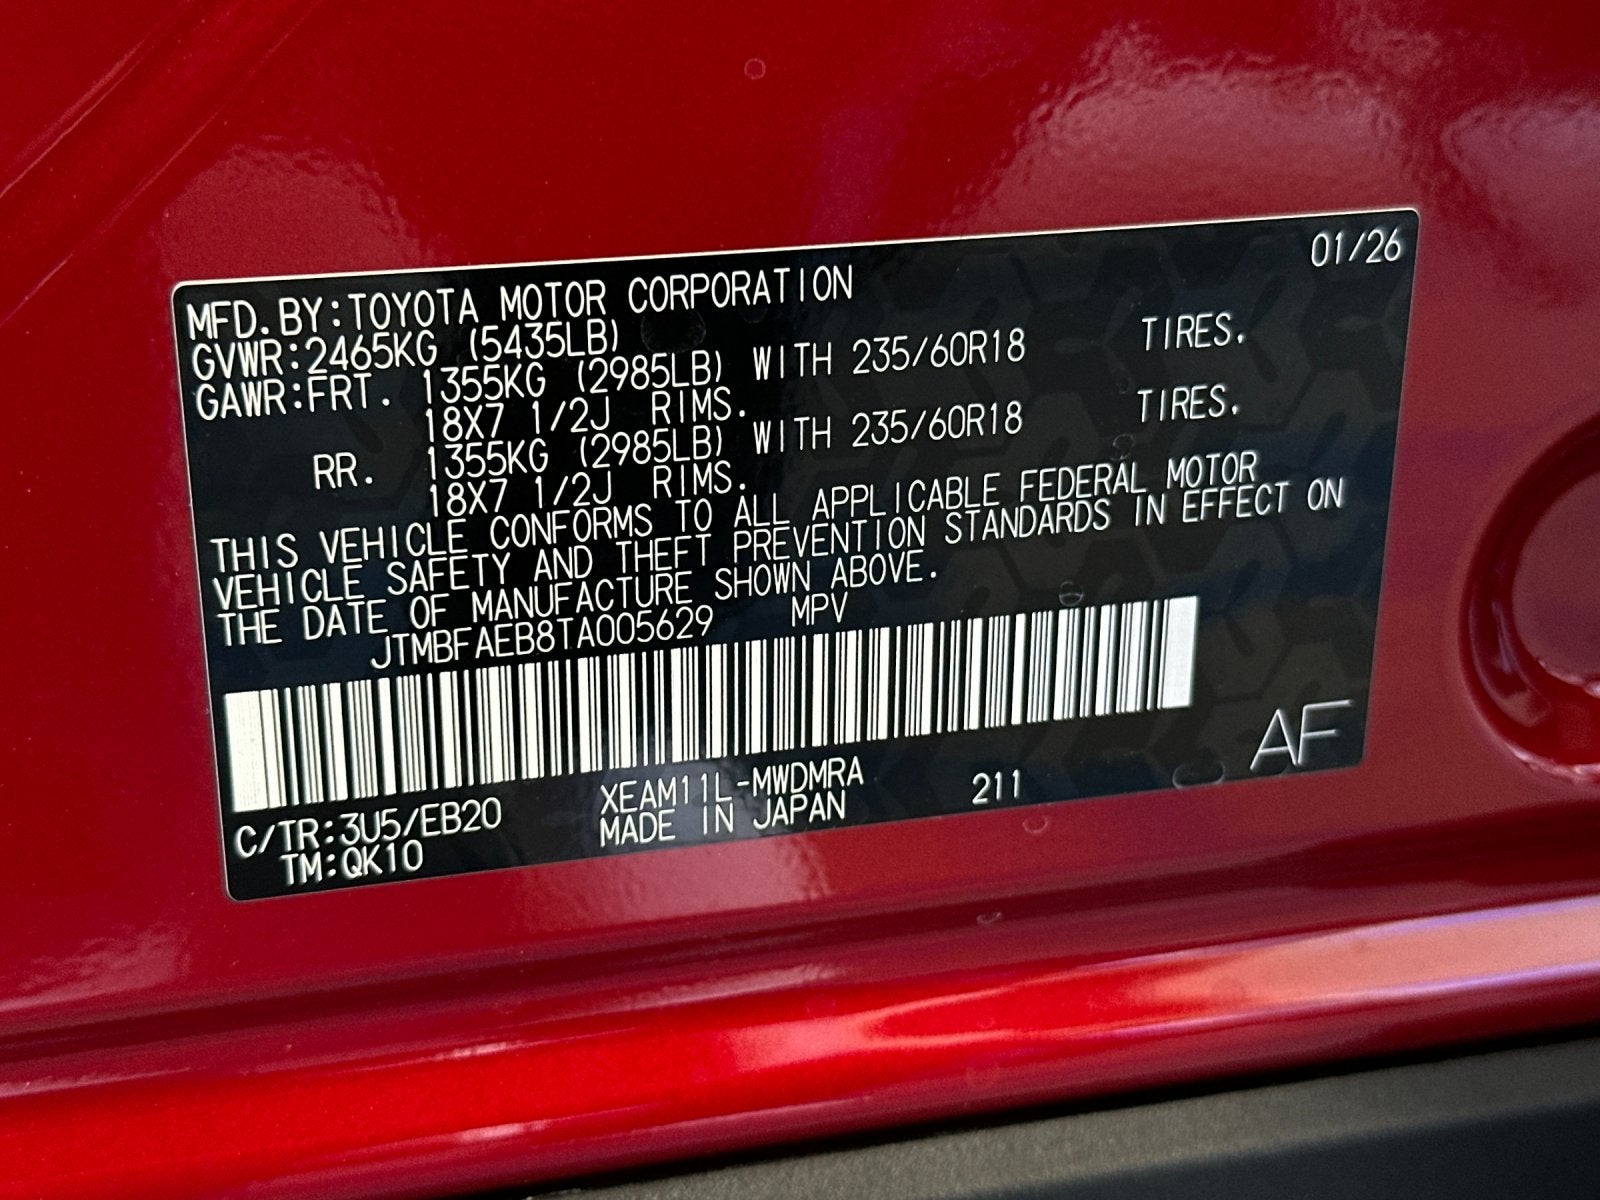 01/26
MFD.BY:TOYOTA MOTOR CORPORATION
GVWR:2465KG (5435LB)
GAWR:FRT. 1355KG (2985LB) WITH 235/60R18 TIRES.
18X7 1/2J RIMS.
RR. 1355KG (2985LB) WITH 235/60R18 TIRES.
18X7 1/2J RIMS.
THIS VEHICLE CONFORMS TO ALL APPLICABLE FEDERAL MOTOR
VEHICLE SAFETY AND THEFT PREVENTION STANDARDS IN EFFECT ON
THE DATE OF MANUFACTURE SHOWN ABOVE.
JTMBFAEB8TA005629 MPV
C/TR:3U5/EB20 XEAM11L-MWDMRA 211 AF
TM:QK10 MADE IN JAPAN